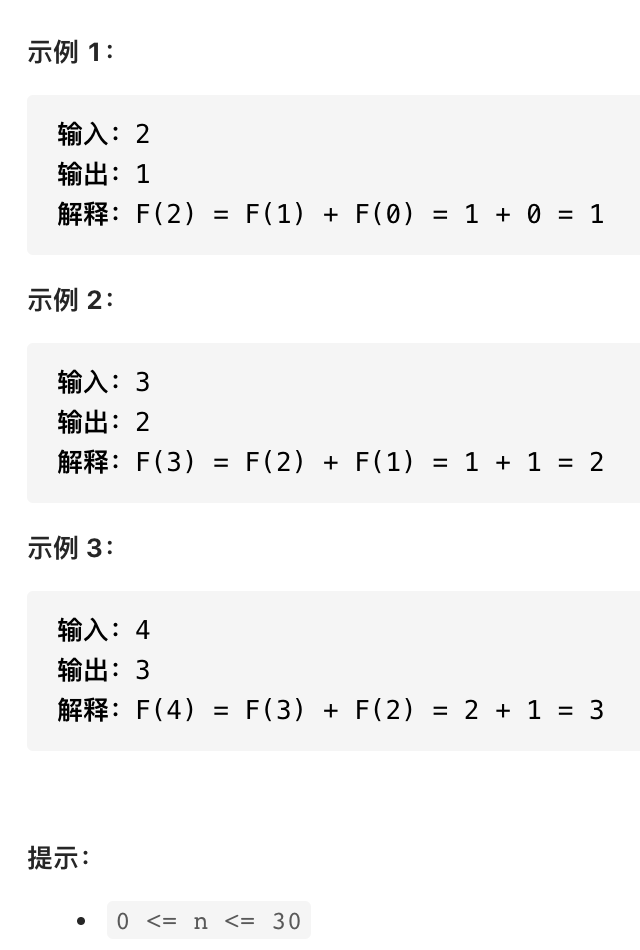 示例 1：
输入：2
输出：1
解释：F(2) = F(1) + F(0) = 1 + 0 = 1
示例 2：
输入：3
输出：2
解释：F(3) = F(2) + F(1) = 1 + 1 = 2
示例 3：
输入：4
输出：3
解释：F(4) = F(3) + F(2) = 2 + 1 = 3
提示：
• 0 <= n <= 30